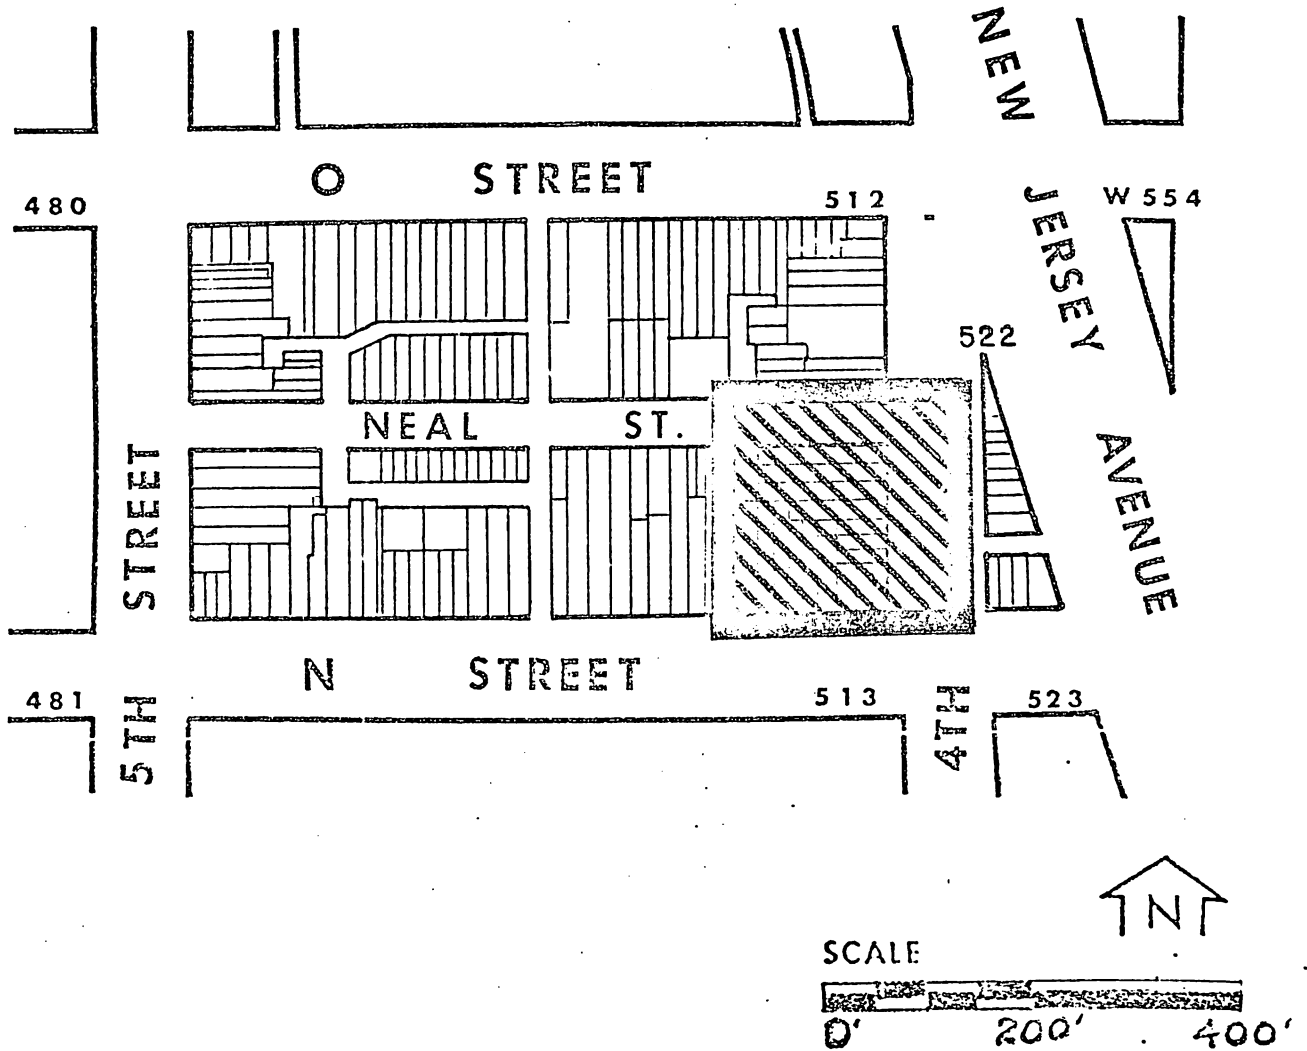 NEW JERSEY AVENUE
O STREET
480
512
W 554
522
NEAL ST.
5TH STREET
N STREET
481
513
4TH
523
N
SCALE
0' 200' 400'